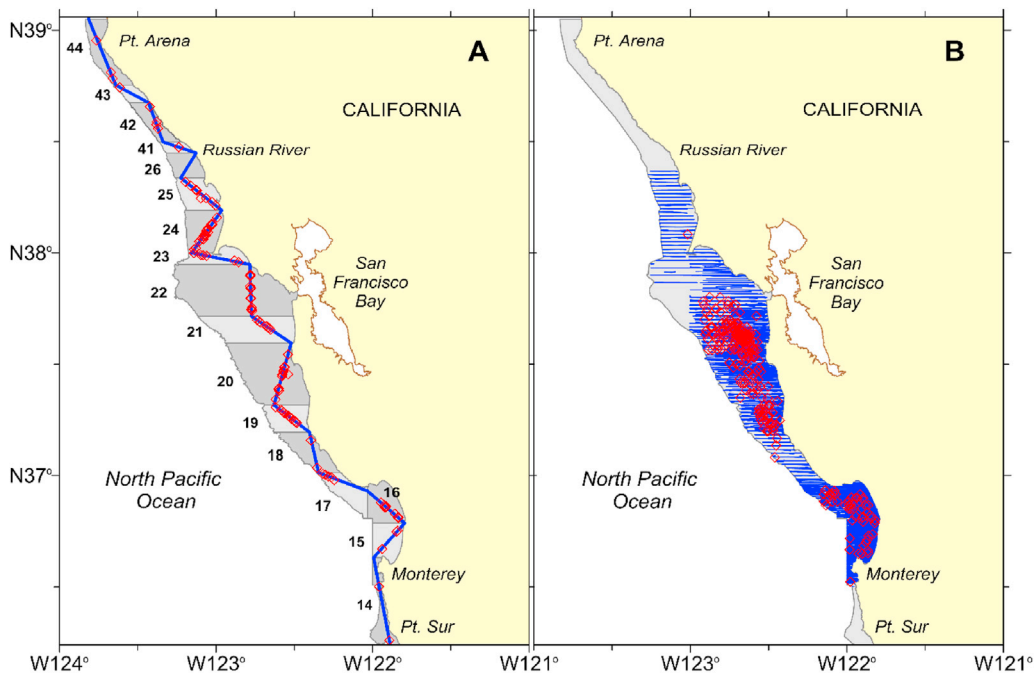 N39°
N38°
N37°
W124°
W123°
W122°
W121°
A
Pt. Arena
CALIFORNIA
Russian River
San
Francisco
Bay
North Pacific
Ocean
Monterey
Pt. Sur
44
43
42
41
26
25
24
23
22
21
20
19
18
17
16
15
14
B
Pt. Arena
CALIFORNIA
Russian River
San
Francisco
Bay
North Pacific
Ocean
Monterey
Pt. Sur
W123°
W122°
W121°